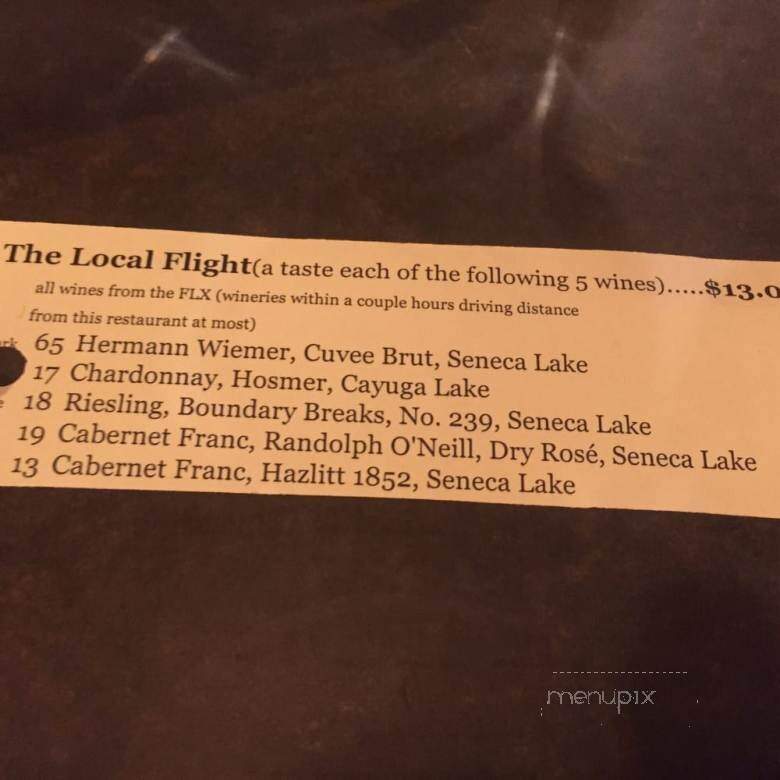 The Local Flight(a taste each of the following 5 wines).....$13.0
all wines from the FLX (wineries within a couple hours driving distance
from this restaurant at most)
65 Hermann Wiemer, Cuvee Brut, Seneca Lake
17 Chardonnay, Hosmer, Cayuga Lake
18 Riesling, Boundary Breaks, No. 239, Seneca Lake
19 Cabernet Franc, Randolph O'Neill, Dry Rosé, Seneca Lake
13 Cabernet Franc, Hazlitt 1852, Seneca Lake
menupix